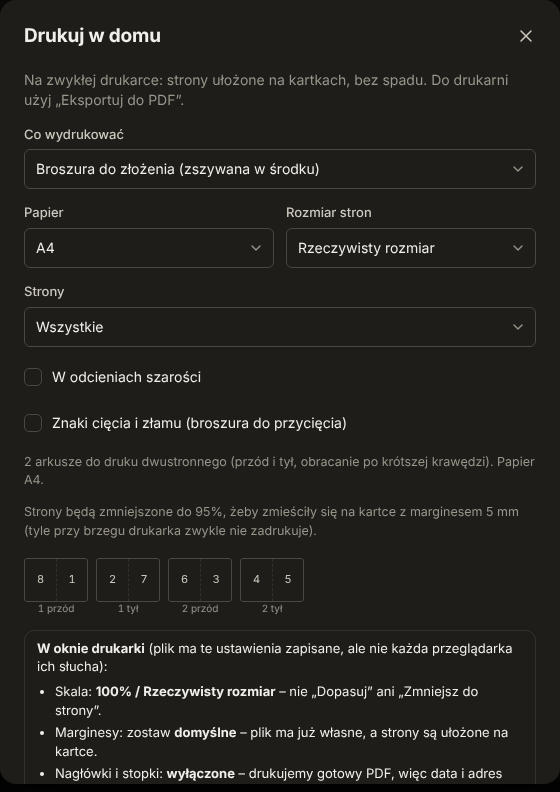 Drukuj w domu
Na zwykłej drukarce: strony ułożone na kartkach, bez spadu. Do drukarni
użyj „Eksportuj do PDF”.
Co wydrukować
Broszura do złożenia (zszywana w środku)
Papier
Rozmiar stron
A4
Rzeczywisty rozmiar
Strony
Wszystkie
W odcieniach szarości
Znaki cięcia i złamu (broszura do przycięcia)
2 arkusze do druku dwustronnego (przód i tył, obracanie po krótszej krawędzi). Papier
A4.
Strony będą zmniejszone do 95%, żeby zmieściły się na kartce z marginesem 5 mm
(tyle przy brzegu drukarka zwykle nie zadrukuje).
8 1 2 7 6 3 4 5
1 przód 1 tył 2 przód 2 tył
W oknie drukarki (plik ma te ustawienia zapisane, ale nie każda przeglądarka
ich słucha):
• Skala: 100% / Rzeczywisty rozmiar – nie „Dopasuj” ani „Zmniejsz do
strony”.
• Marginesy: zostaw domyślne – plik ma już własne, a strony są ułożone na
kartce.
• Nagłówki i stopki: wyłączone – drukujemy gotowy PDF, więc data i adres